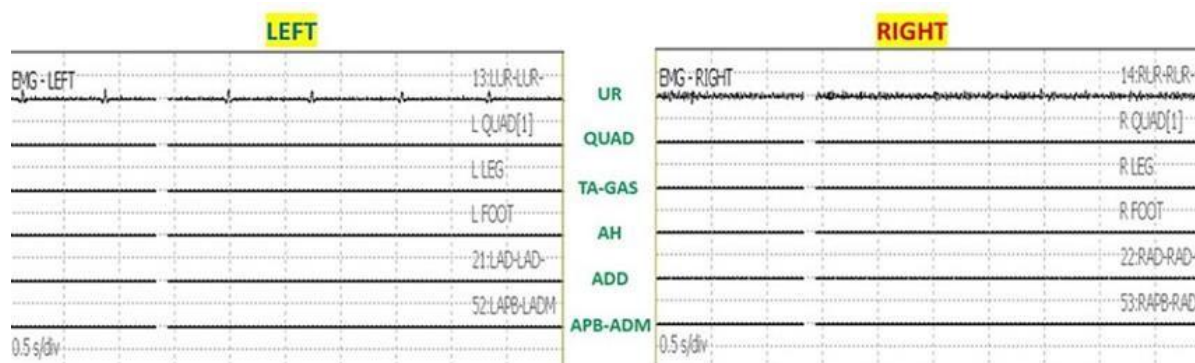 LEFT
RIGHT
EMG - LEFT
13:LUR-LUR-
L QUAD[1]
L LEG
L FOOT
21:LAD-LAD-
52:LAPB-LADM
0.5 s/div
UR
QUAD
TA-GAS
AH
ADD
APB-ADM
EMG - RIGHT
14:RUR-RUR-
R QUAD[1]
R LEG
R FOOT
22:RAD-RAD-
53:RAPB-RAD
0.5 s/div